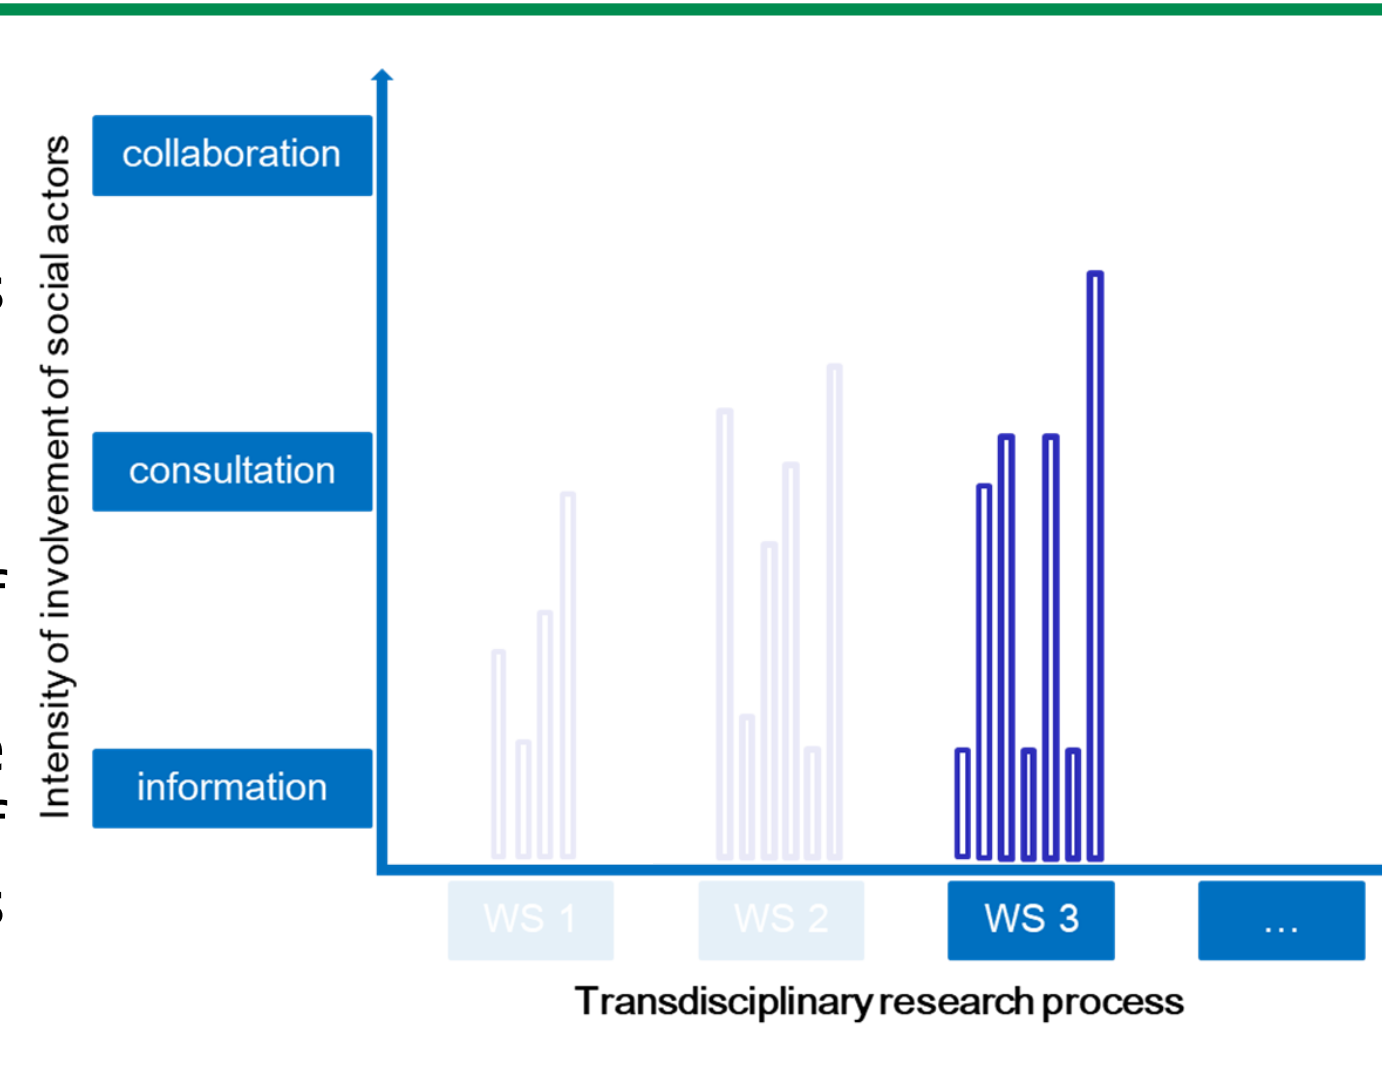 Intensity of involvement of social actors
collaboration
consultation
information
WS 1
WS 2
WS 3
...
Transdisciplinary research process